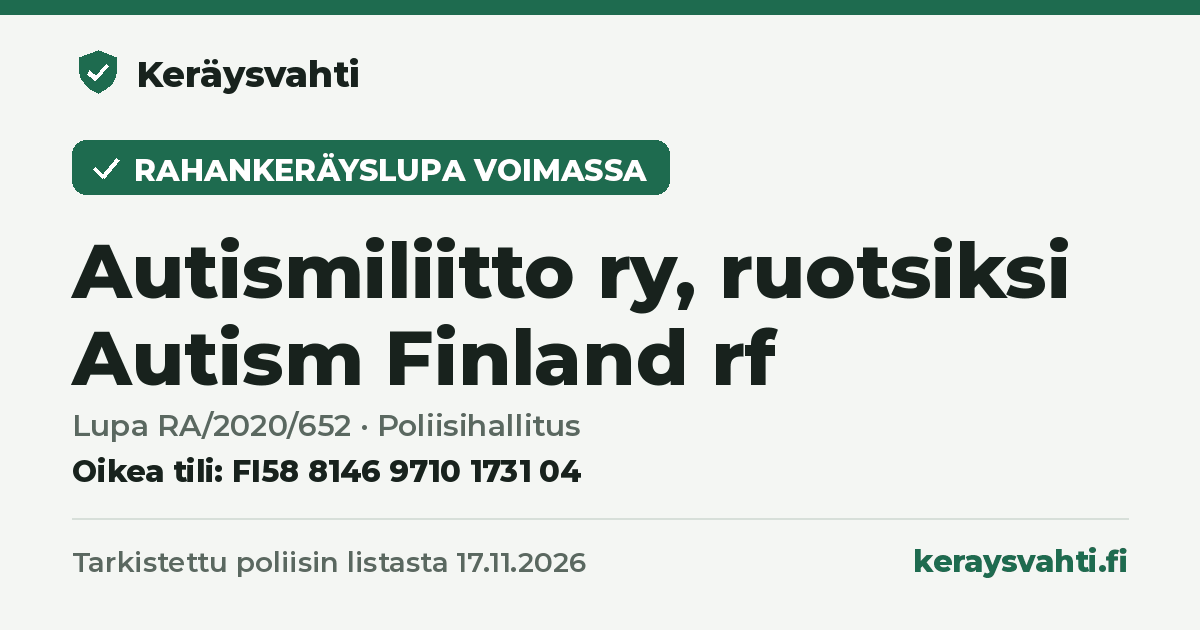 Keräysvahti
RAHANKERÄYSLUPA VOIMASSA
Autismiliitto ry, ruotsiksi
Autism Finland rf
Lupa RA/2020/652 · Poliisihallitus
Oikea tili: FI58 8146 9710 1731 04
Tarkistettu poliisin listasta 17.11.2026
keraysvahti.fi